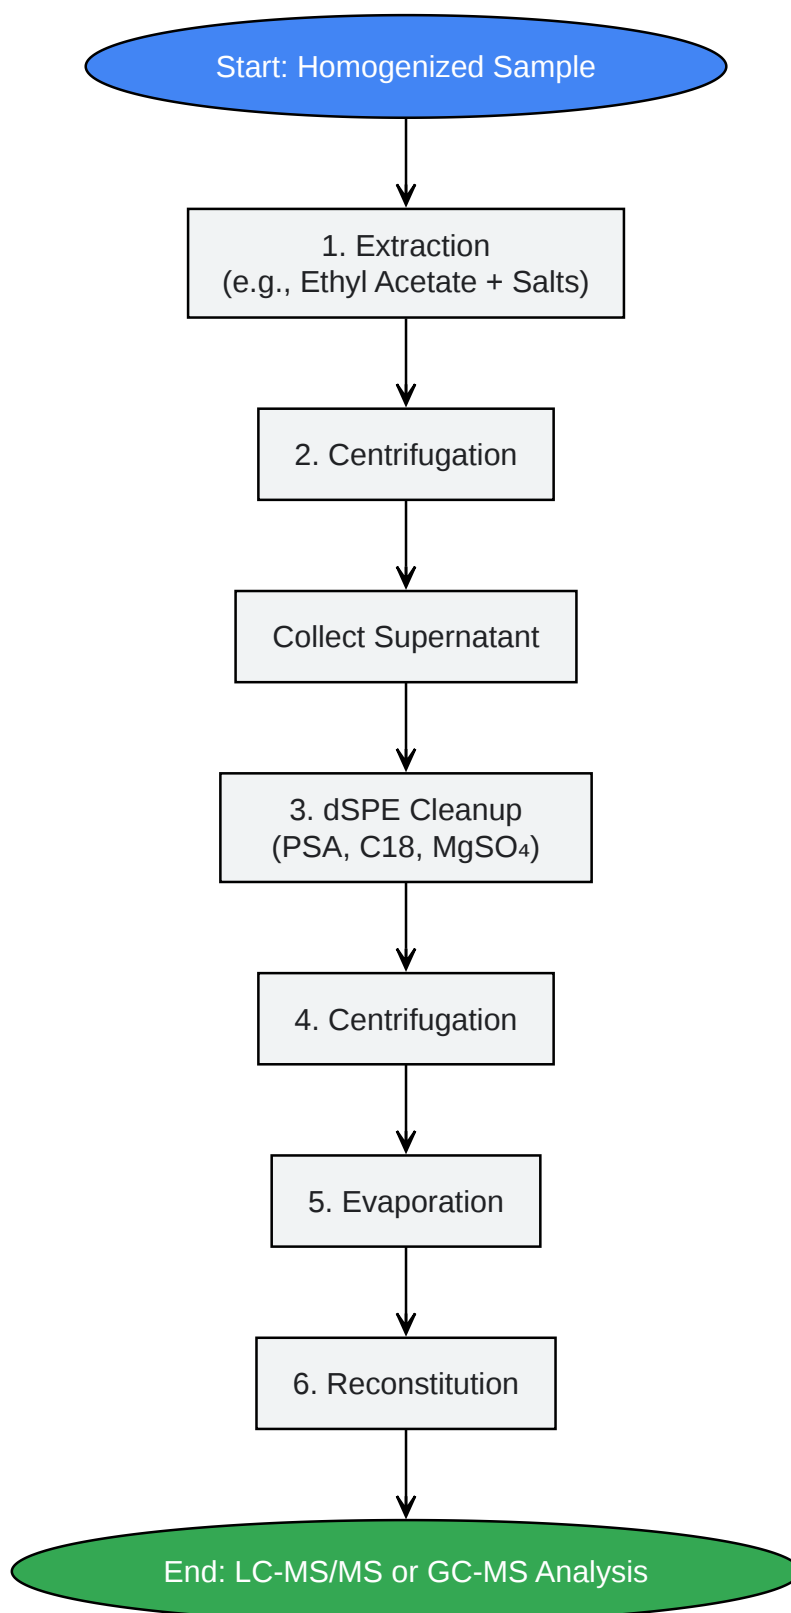 Start: Homogenized Sample
1. Extraction
(e.g., Ethyl Acetate + Salts)
2. Centrifugation
Collect Supernatant
3. dSPE Cleanup
(PSA, C18, MgSO₄)
4. Centrifugation
5. Evaporation
6. Reconstitution
End: LC-MS/MS or GC-MS Analysis